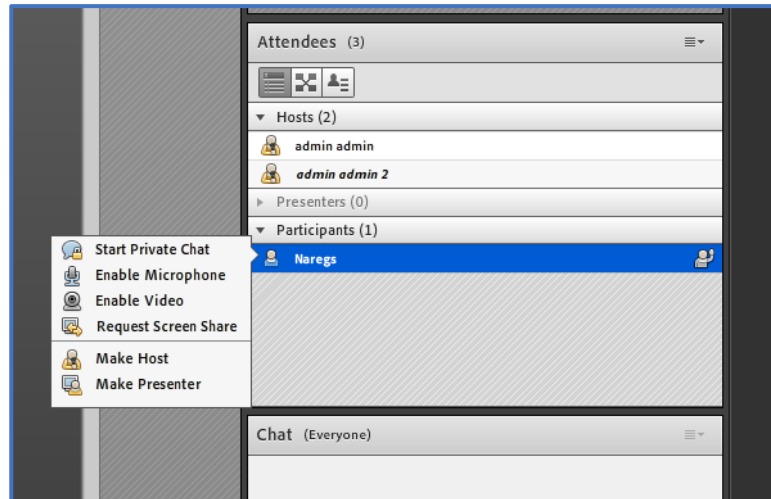 Attendees (3)
Hosts (2)
admin admin
admin admin 2
Presenters (0)
Participants (1)
Naregs
Start Private Chat
Enable Microphone
Enable Video
Request Screen Share
Make Host
Make Presenter
Chat (Everyone)